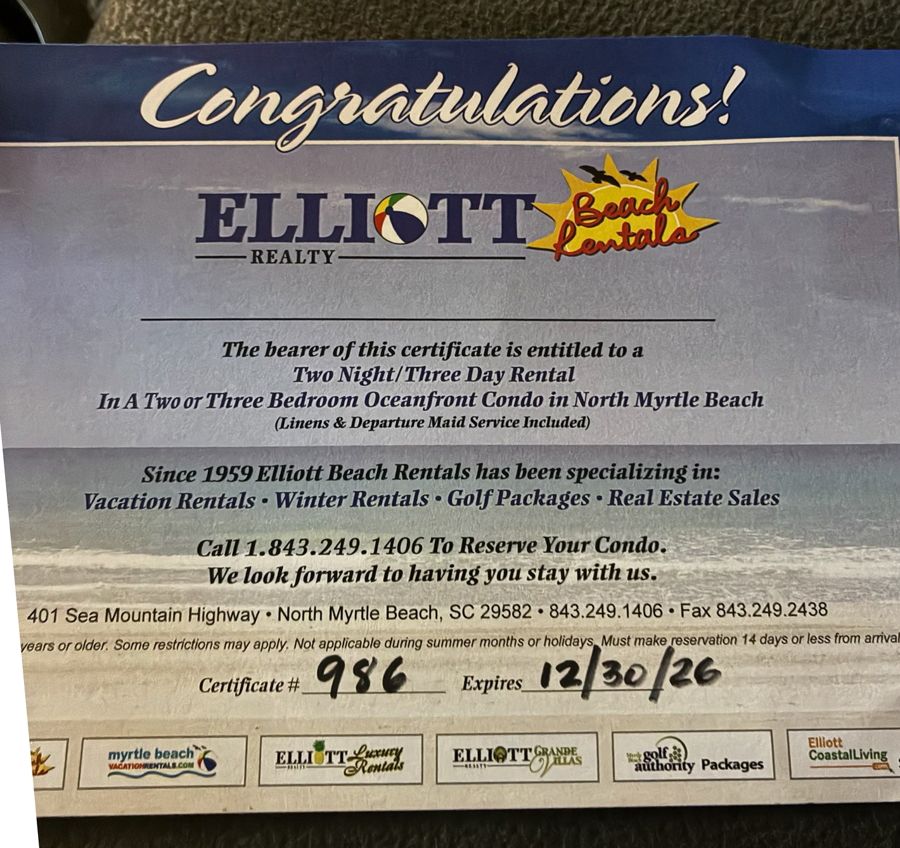 Congratulations!
ELLIOTT
REALTY
Beach
Rentals
The bearer of this certificate is entitled to a
Two Night/Three Day Rental
In A Two or Three Bedroom Oceanfront Condo in North Myrtle Beach
(Linens & Departure Maid Service Included)
Since 1959 Elliott Beach Rentals has been specializing in:
Vacation Rentals • Winter Rentals • Golf Packages • Real Estate Sales
Call 1.843.249.1406 To Reserve Your Condo.
We look forward to having you stay with us.
401 Sea Mountain Highway • North Myrtle Beach, SC 29582 • 843.249.1406 • Fax 843.249.2438
years or older. Some restrictions may apply. Not applicable during summer months or holidays. Must make reservation 14 days or less from arrival
Certificate # 986 Expires 12/30/26
myrtle beach
VACATIONRENTALS.COM
ELLIOTT Luxury
REALTY Rentals
ELLIOTT GRANDE
REALTY VILLAS
golf
authority Packages
Elliott
CoastalLiving